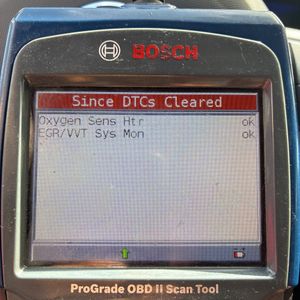 BOSCH
Since DTCs Cleared
Oxygen Sens Htr ok
EGR/VVT Sys Mon ok
ProGrade OBD II Scan Tool